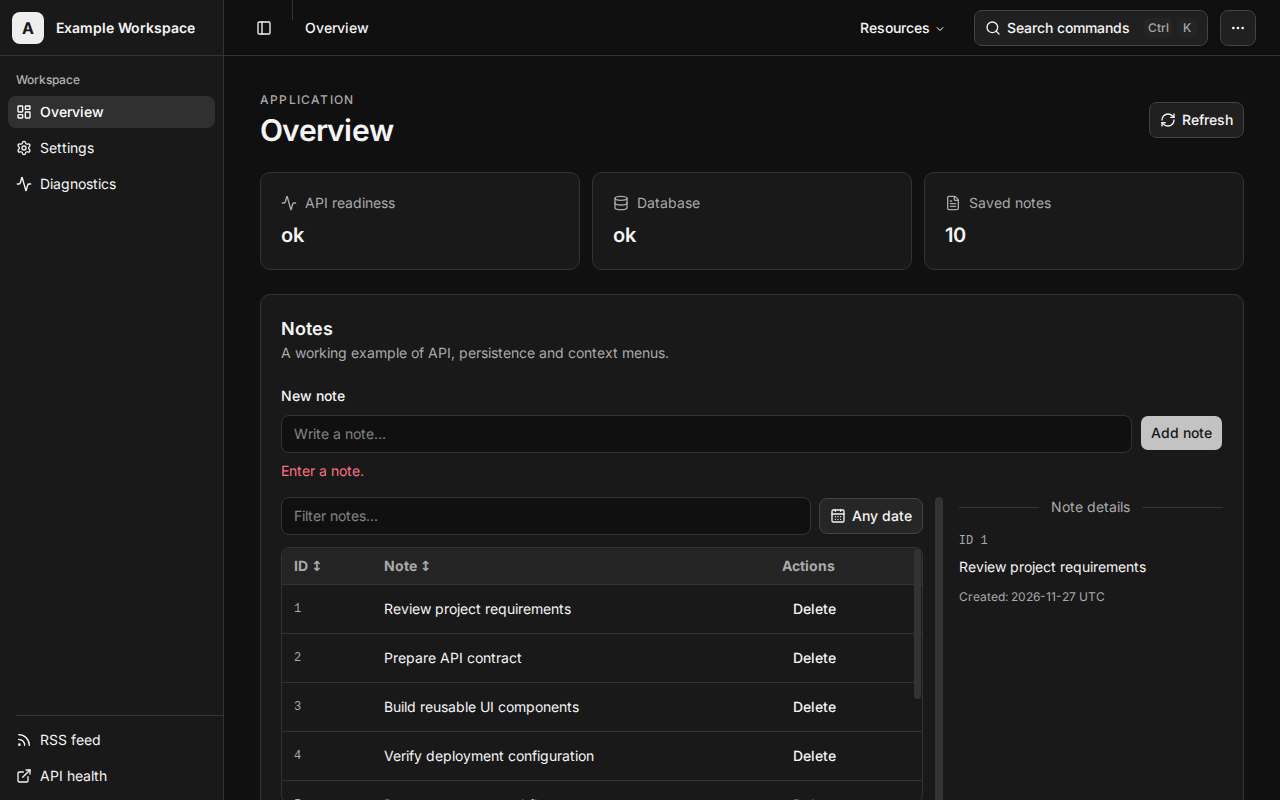 A Example Workspace
Overview
Resources
Search commands Ctrl K
Workspace
Overview
Settings
Diagnostics
RSS feed
API health
APPLICATION
Overview
Refresh
API readiness
ok
Database
ok
Saved notes
10
Notes
A working example of API, persistence and context menus.
New note
Write a note...
Add note
Enter a note.
Filter notes...
Any date
ID ↕ Note ↕ Actions
1 Review project requirements Delete
2 Prepare API contract Delete
3 Build reusable UI components Delete
4 Verify deployment configuration Delete
Note details
ID 1
Review project requirements
Created: 2026-11-27 UTC